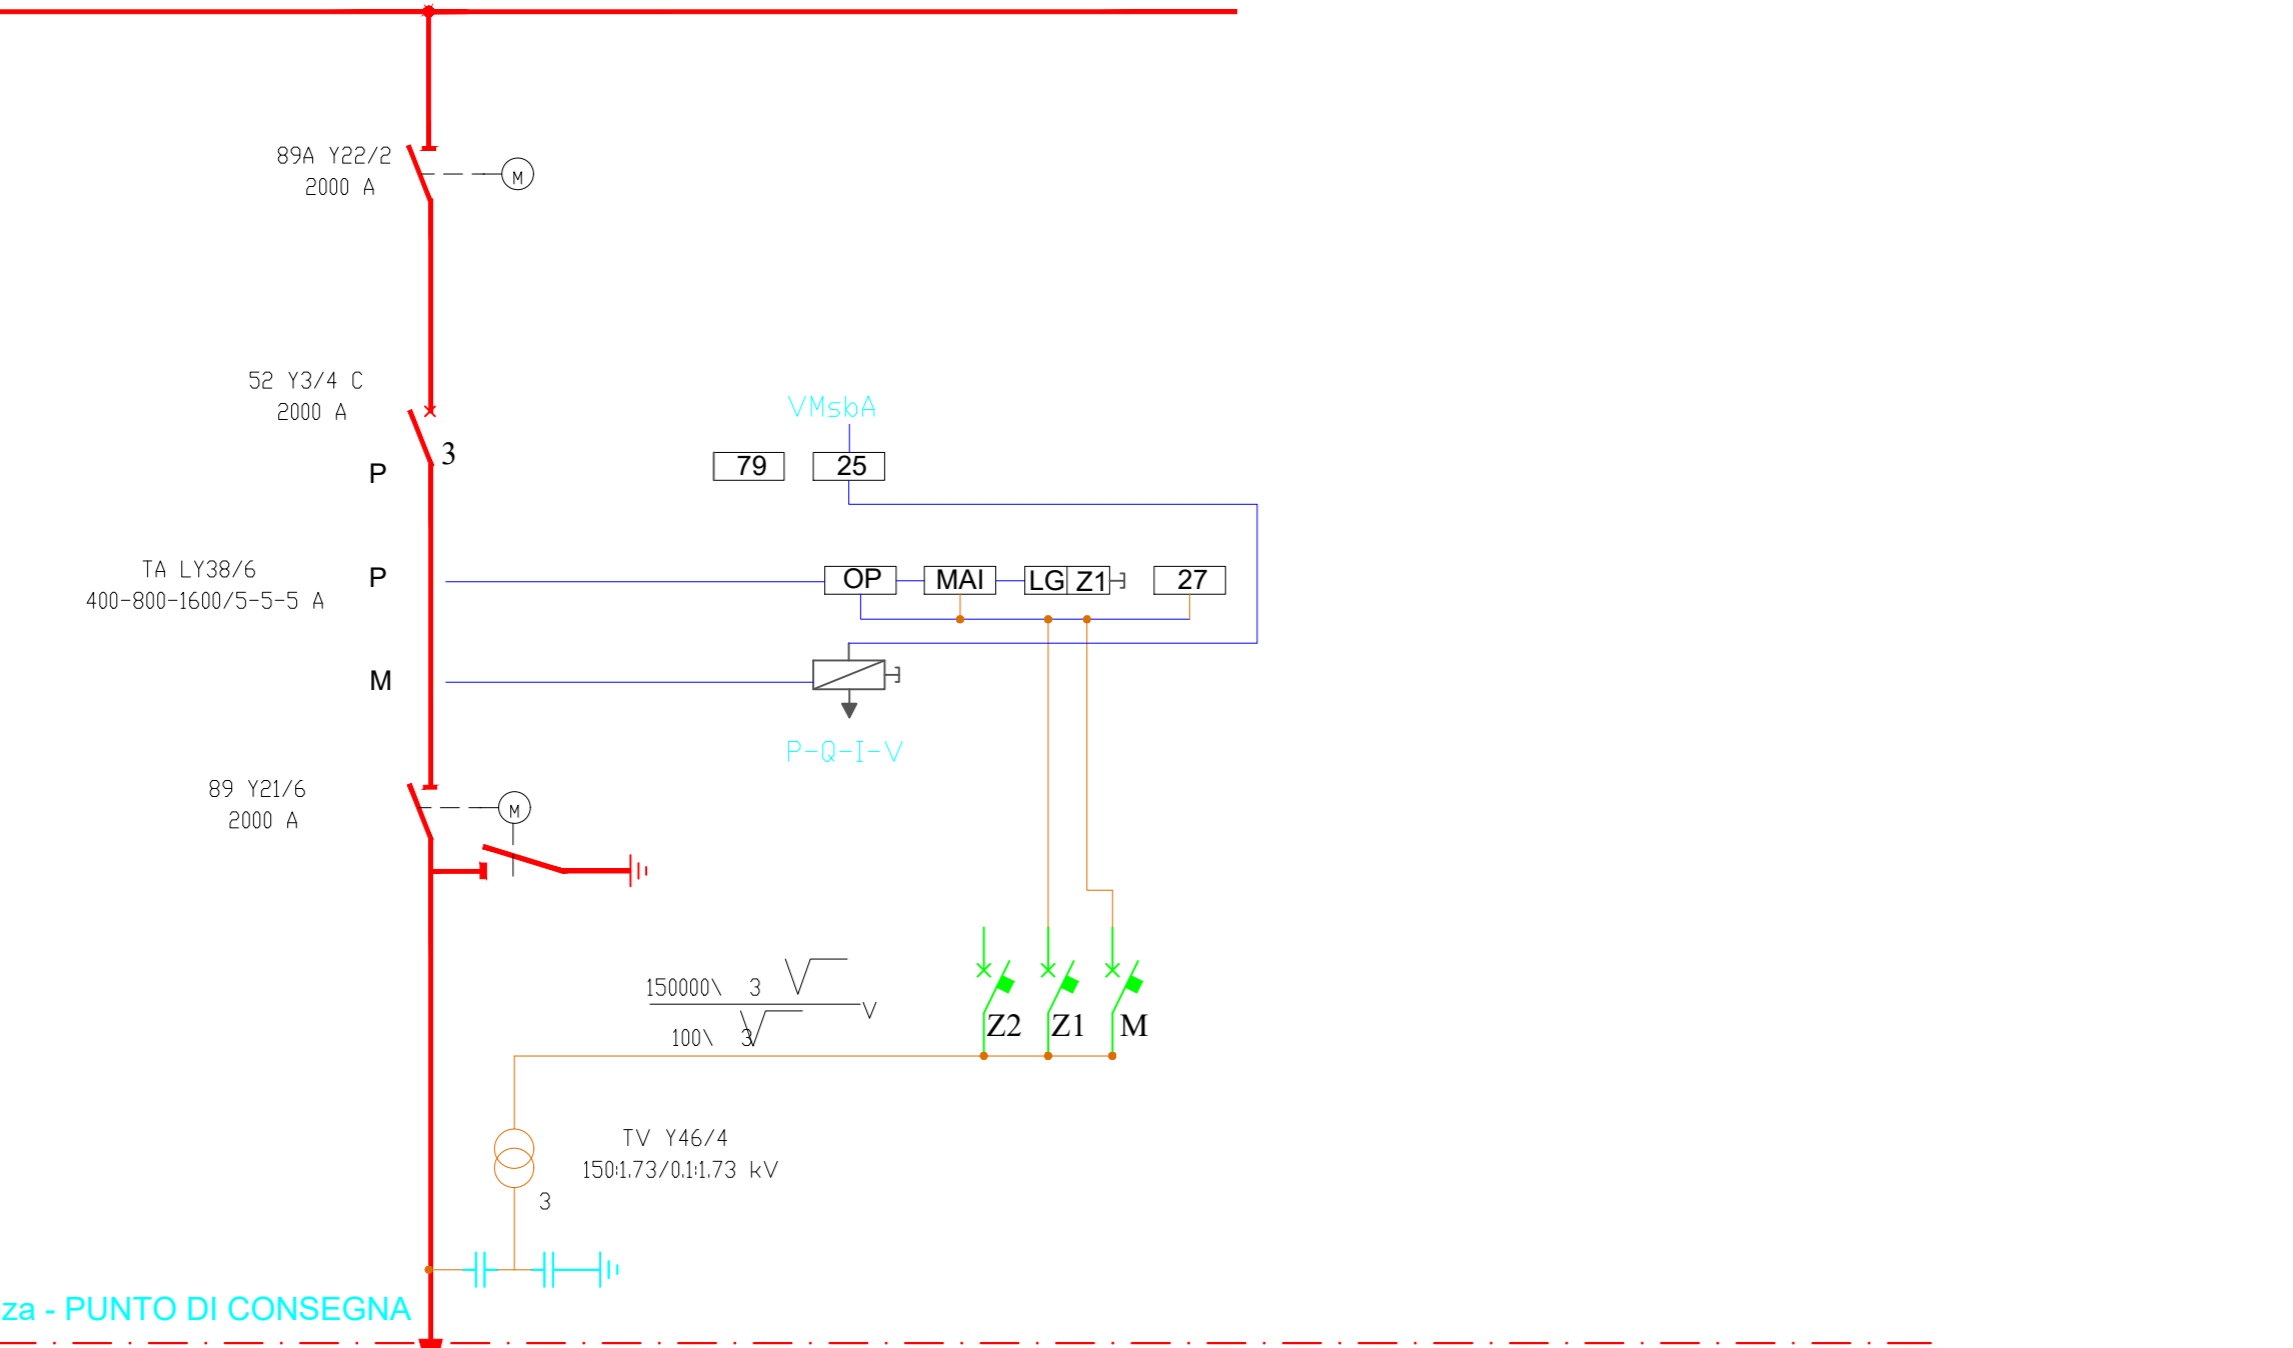 89A Y22/2
2000 A
M
52 Y3/4 C
2000 A
3
P
VMsbA
79
25
TA LY38/6
400-800-1600/5-5-5 A
P
OP
MAI
LG
Z1
27
M
P-Q-I-V
89 Y21/6
2000 A
M
150000\ 3 √
V
100\ 3 √
Z2
Z1
M
TV Y46/4
150:1.73/0.1:1.73 kV
3
za - PUNTO DI CONSEGNA